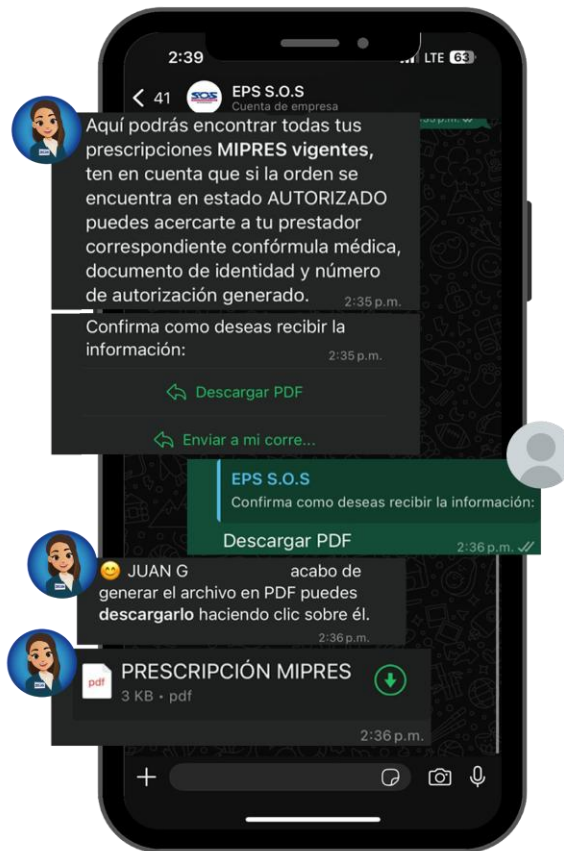 2:39
LTE 63
41
SOS
EPS S.O.S
Cuenta de empresa
Aquí podrás encontrar todas tus
prescripciones MIPRES vigentes,
ten en cuenta que si la orden se
encuentra en estado AUTORIZADO
puedes acercarte a tu prestador
correspondiente confórmula médica,
documento de identidad y número
de autorización generado.
2:35 p.m.
Confirma como deseas recibir la
información:
2:35 p.m.
Descargar PDF
Enviar a mi corre...
EPS S.O.S
Confirma como deseas recibir la información:
Descargar PDF
2:36 p.m.
😊 JUAN G acabo de
generar el archivo en PDF puedes
descargarlo haciendo clic sobre él.
2:36 p.m.
pdf
PRESCRIPCIÓN MIPRES
3 KB • pdf
2:36 p.m.